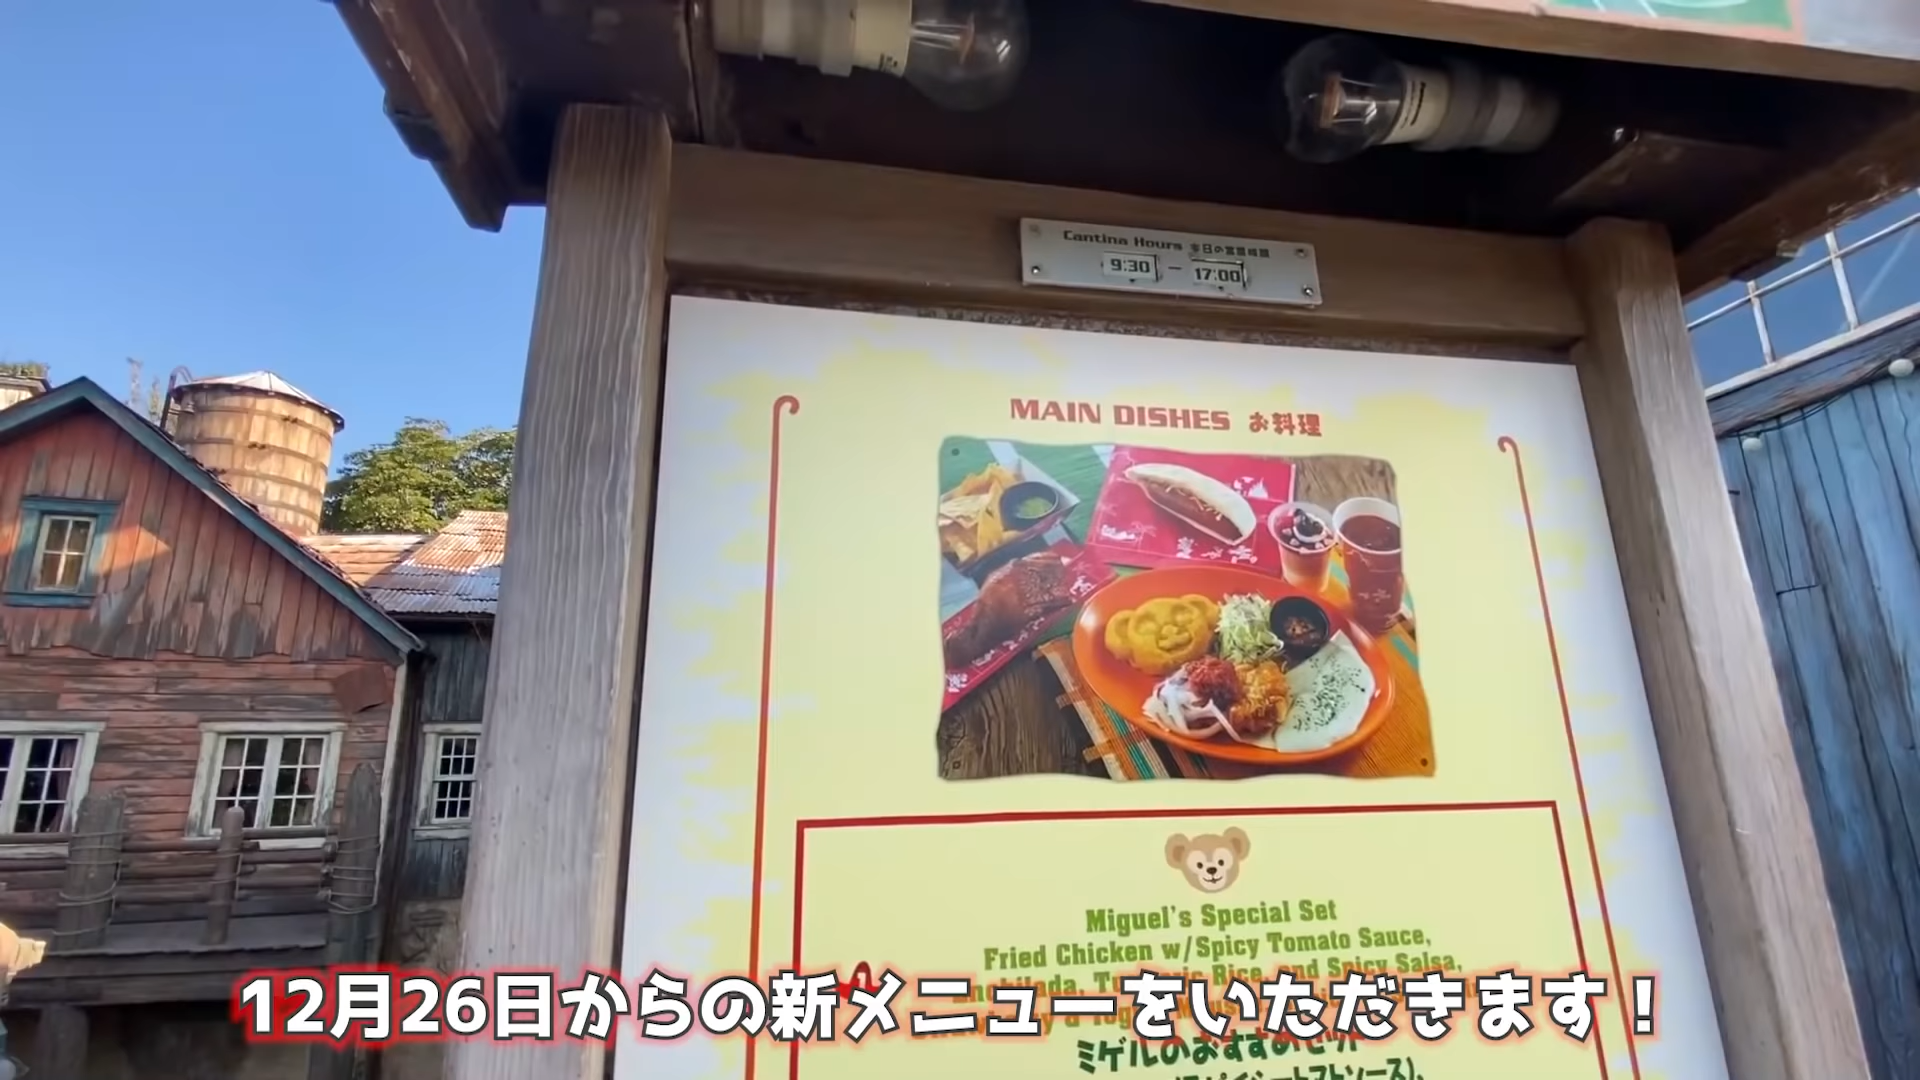 Cantina Hours 本日の営業時間
9:30 – 17:00
MAIN DISHES お料理
Miguel's Special Set
Fried Chicken w/Spicy Tomato Sauce,
Rice, and Spicy Salsa,
12月26日からの新メニューをいただきます!
ミゲルのおすすめセット